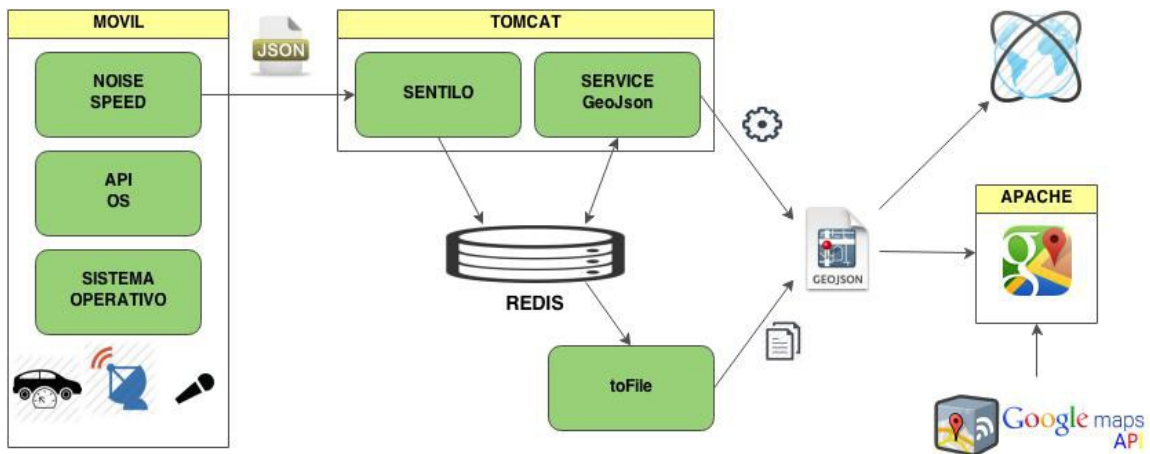 MOVIL
NOISE
SPEED
API
OS
SISTEMA
OPERATIVO
JSON
TOMCAT
SENTILO
SERVICE
GeoJson
REDIS
toFile
GEOJSON
APACHE
g
Google maps
API